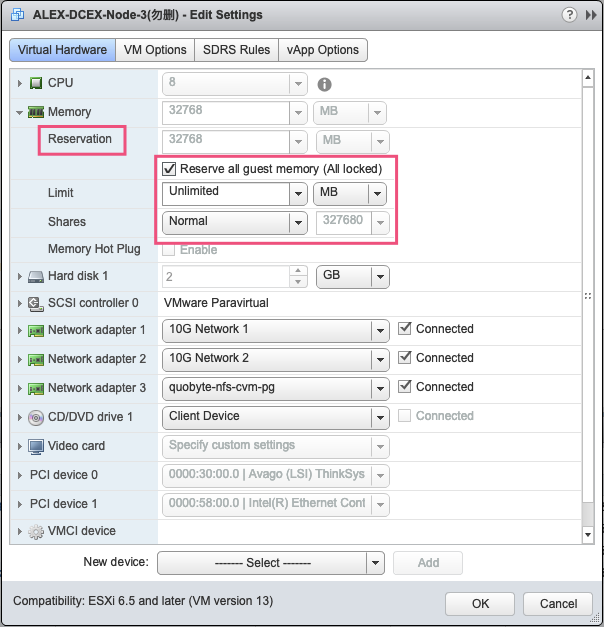 ALEX-DCEX-Node-3(勿删) - Edit Settings
Virtual Hardware VM Options SDRS Rules vApp Options
CPU 8
Memory 32768 MB
Reservation 32768 MB
Reserve all guest memory (All locked)
Limit Unlimited MB
Shares Normal 327680
Memory Hot Plug Enable
Hard disk 1 2 GB
SCSI controller 0 VMware Paravirtual
Network adapter 1 10G Network 1 Connected
Network adapter 2 10G Network 2 Connected
Network adapter 3 quobyte-nfs-cvm-pg Connected
CD/DVD drive 1 Client Device Connected
Video card Specify custom settings
PCI device 0 0000:30:00.0 | Avago (LSI) ThinkSys
PCI device 1 0000:58:00.0 | Intel(R) Ethernet Cont
VMCI device
New device: ------- Select ------- Add
Compatibility: ESXi 6.5 and later (VM version 13) OK Cancel